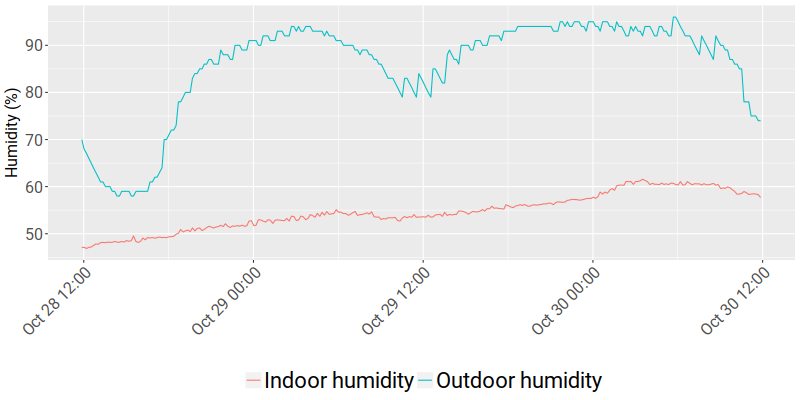 Humidity (%)
90
80
70
60
50
Oct 28 12:00
Oct 29 00:00
Oct 29 12:00
Oct 30 00:00
Oct 30 12:00
Indoor humidity
Outdoor humidity